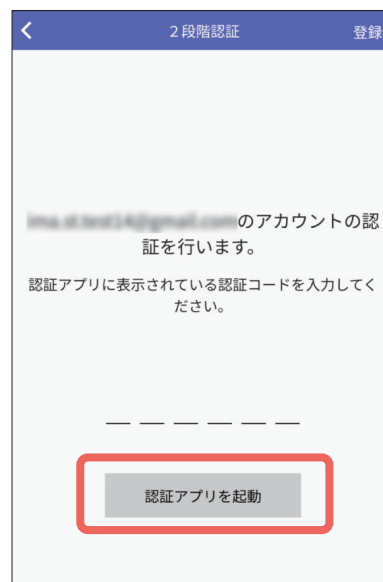 ２段階認証
登録
のアカウントの認
証を行います。
認証アプリに表示されている認証コードを入力してく
ださい。
認証アプリを起動